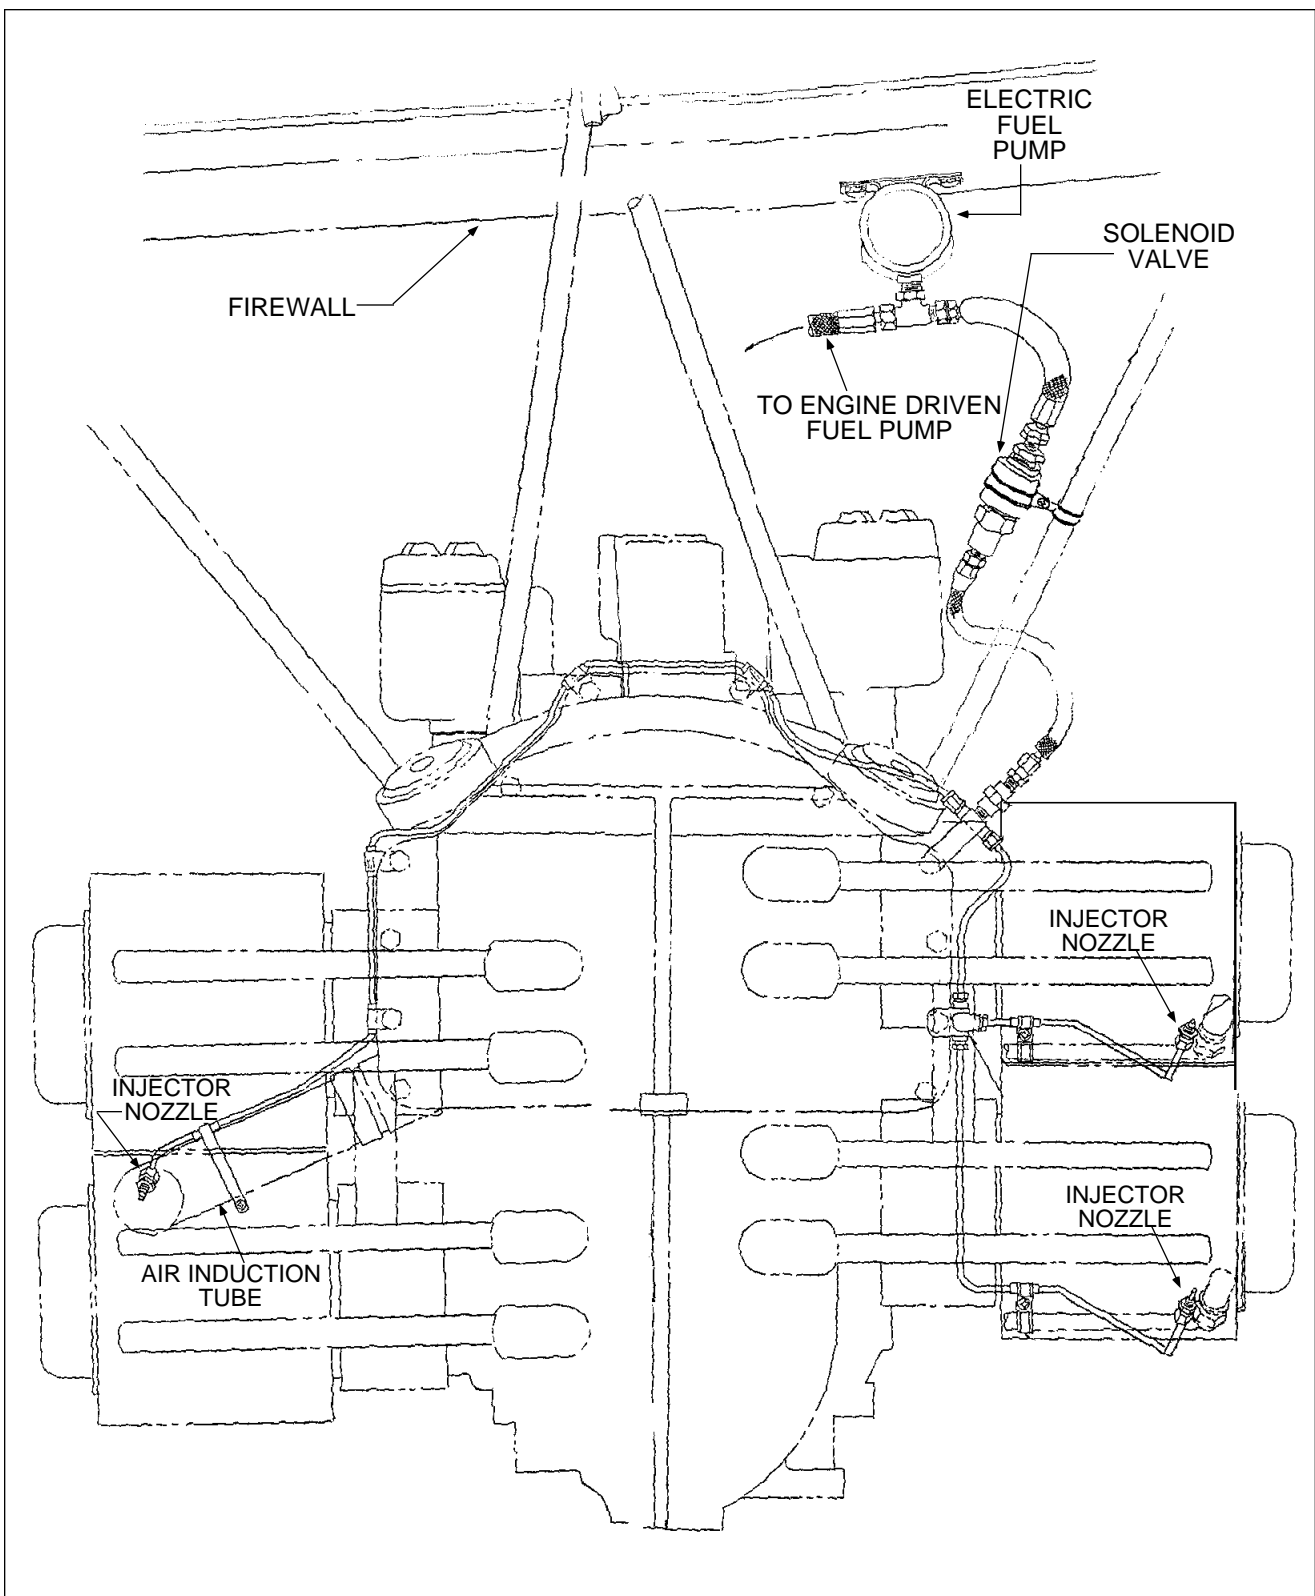 ELECTRIC
FUEL
PUMP
SOLENOID
VALVE
FIREWALL
TO ENGINE DRIVEN
FUEL PUMP
INJECTOR
NOZZLE
INJECTOR
NOZZLE
INJECTOR
NOZZLE
AIR INDUCTION
TUBE